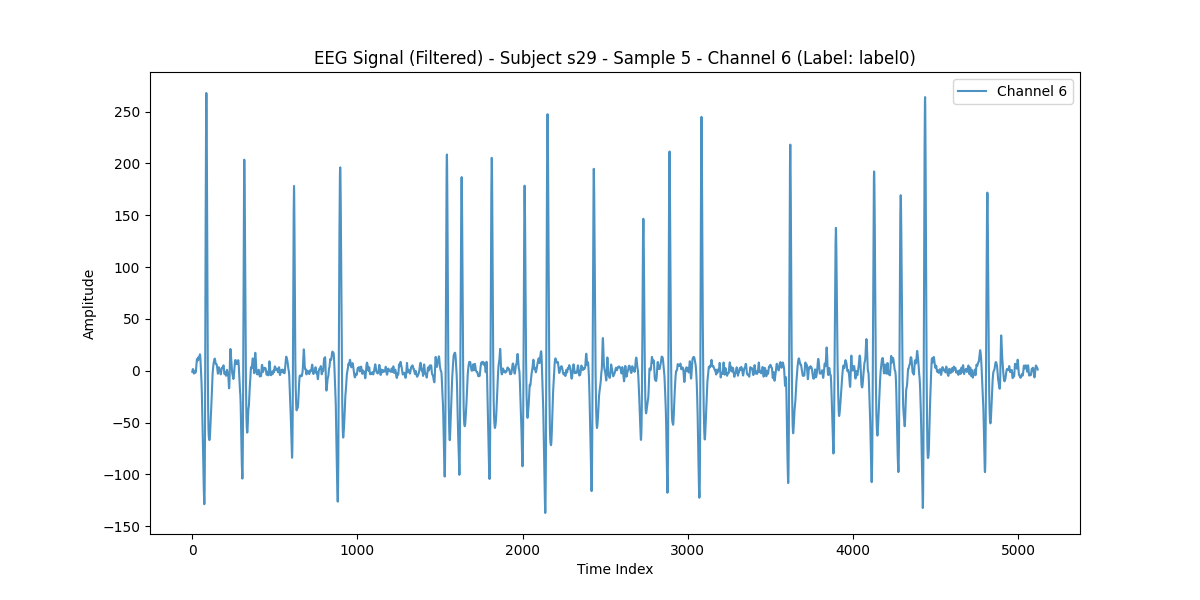 EEG Signal (Filtered) - Subject s29 - Sample 5 - Channel 6 (Label: label0)
Channel 6
250
200
150
100
50
0
−50
−100
−150
Amplitude
0 1000 2000 3000 4000 5000
Time Index